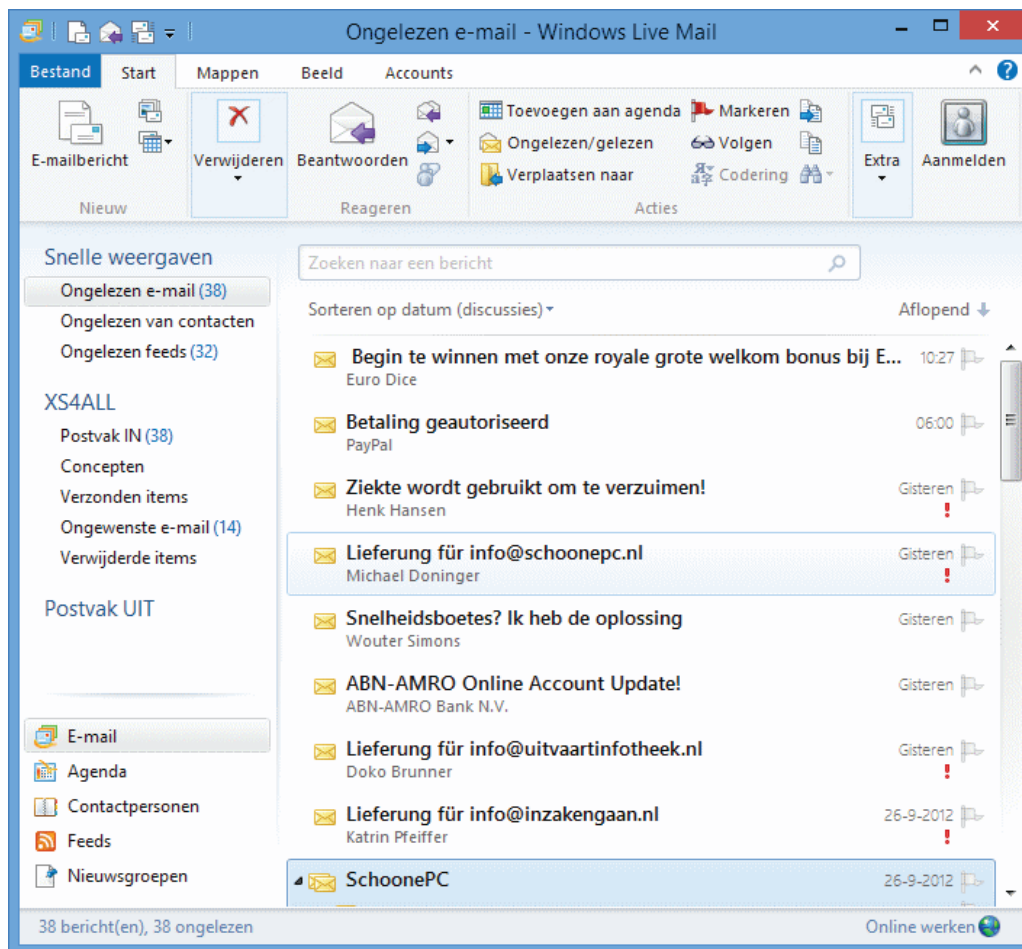 Ongelezen e-mail - Windows Live Mail
Bestand Start Mappen Beeld Accounts
E-mailbericht
Nieuw
Verwijderen
Beantwoorden
Reageren
Toevoegen aan agenda
Ongelezen/gelezen
Verplaatsen naar
Markeren
Volgen
Codering
Acties
Extra
Aanmelden
Snelle weergaven
Ongelezen e-mail (38)
Ongelezen van contacten
Ongelezen feeds (32)
XS4ALL
Postvak IN (38)
Concepten
Verzonden items
Ongewenste e-mail (14)
Verwijderde items
Postvak UIT
E-mail
Agenda
Contactpersonen
Feeds
Nieuwsgroepen
Zoeken naar een bericht
Sorteren op datum (discussies) Aflopend
Begin te winnen met onze royale grote welkom bonus bij E... 10:27
Euro Dice
Betaling geautoriseerd 06:00
PayPal
Ziekte wordt gebruikt om te verzuimen! Gisteren
Henk Hansen
Lieferung für info@schoonepc.nl Gisteren
Michael Doninger
Snelheidsboetes? Ik heb de oplossing Gisteren
Wouter Simons
ABN-AMRO Online Account Update! Gisteren
ABN-AMRO Bank N.V.
Lieferung für info@uitvaartinfotheek.nl Gisteren
Doko Brunner
Lieferung für info@inzakengaan.nl 26-9-2012
Katrin Pfeiffer
SchoonePC 26-9-2012
38 bericht(en), 38 ongelezen Online werken